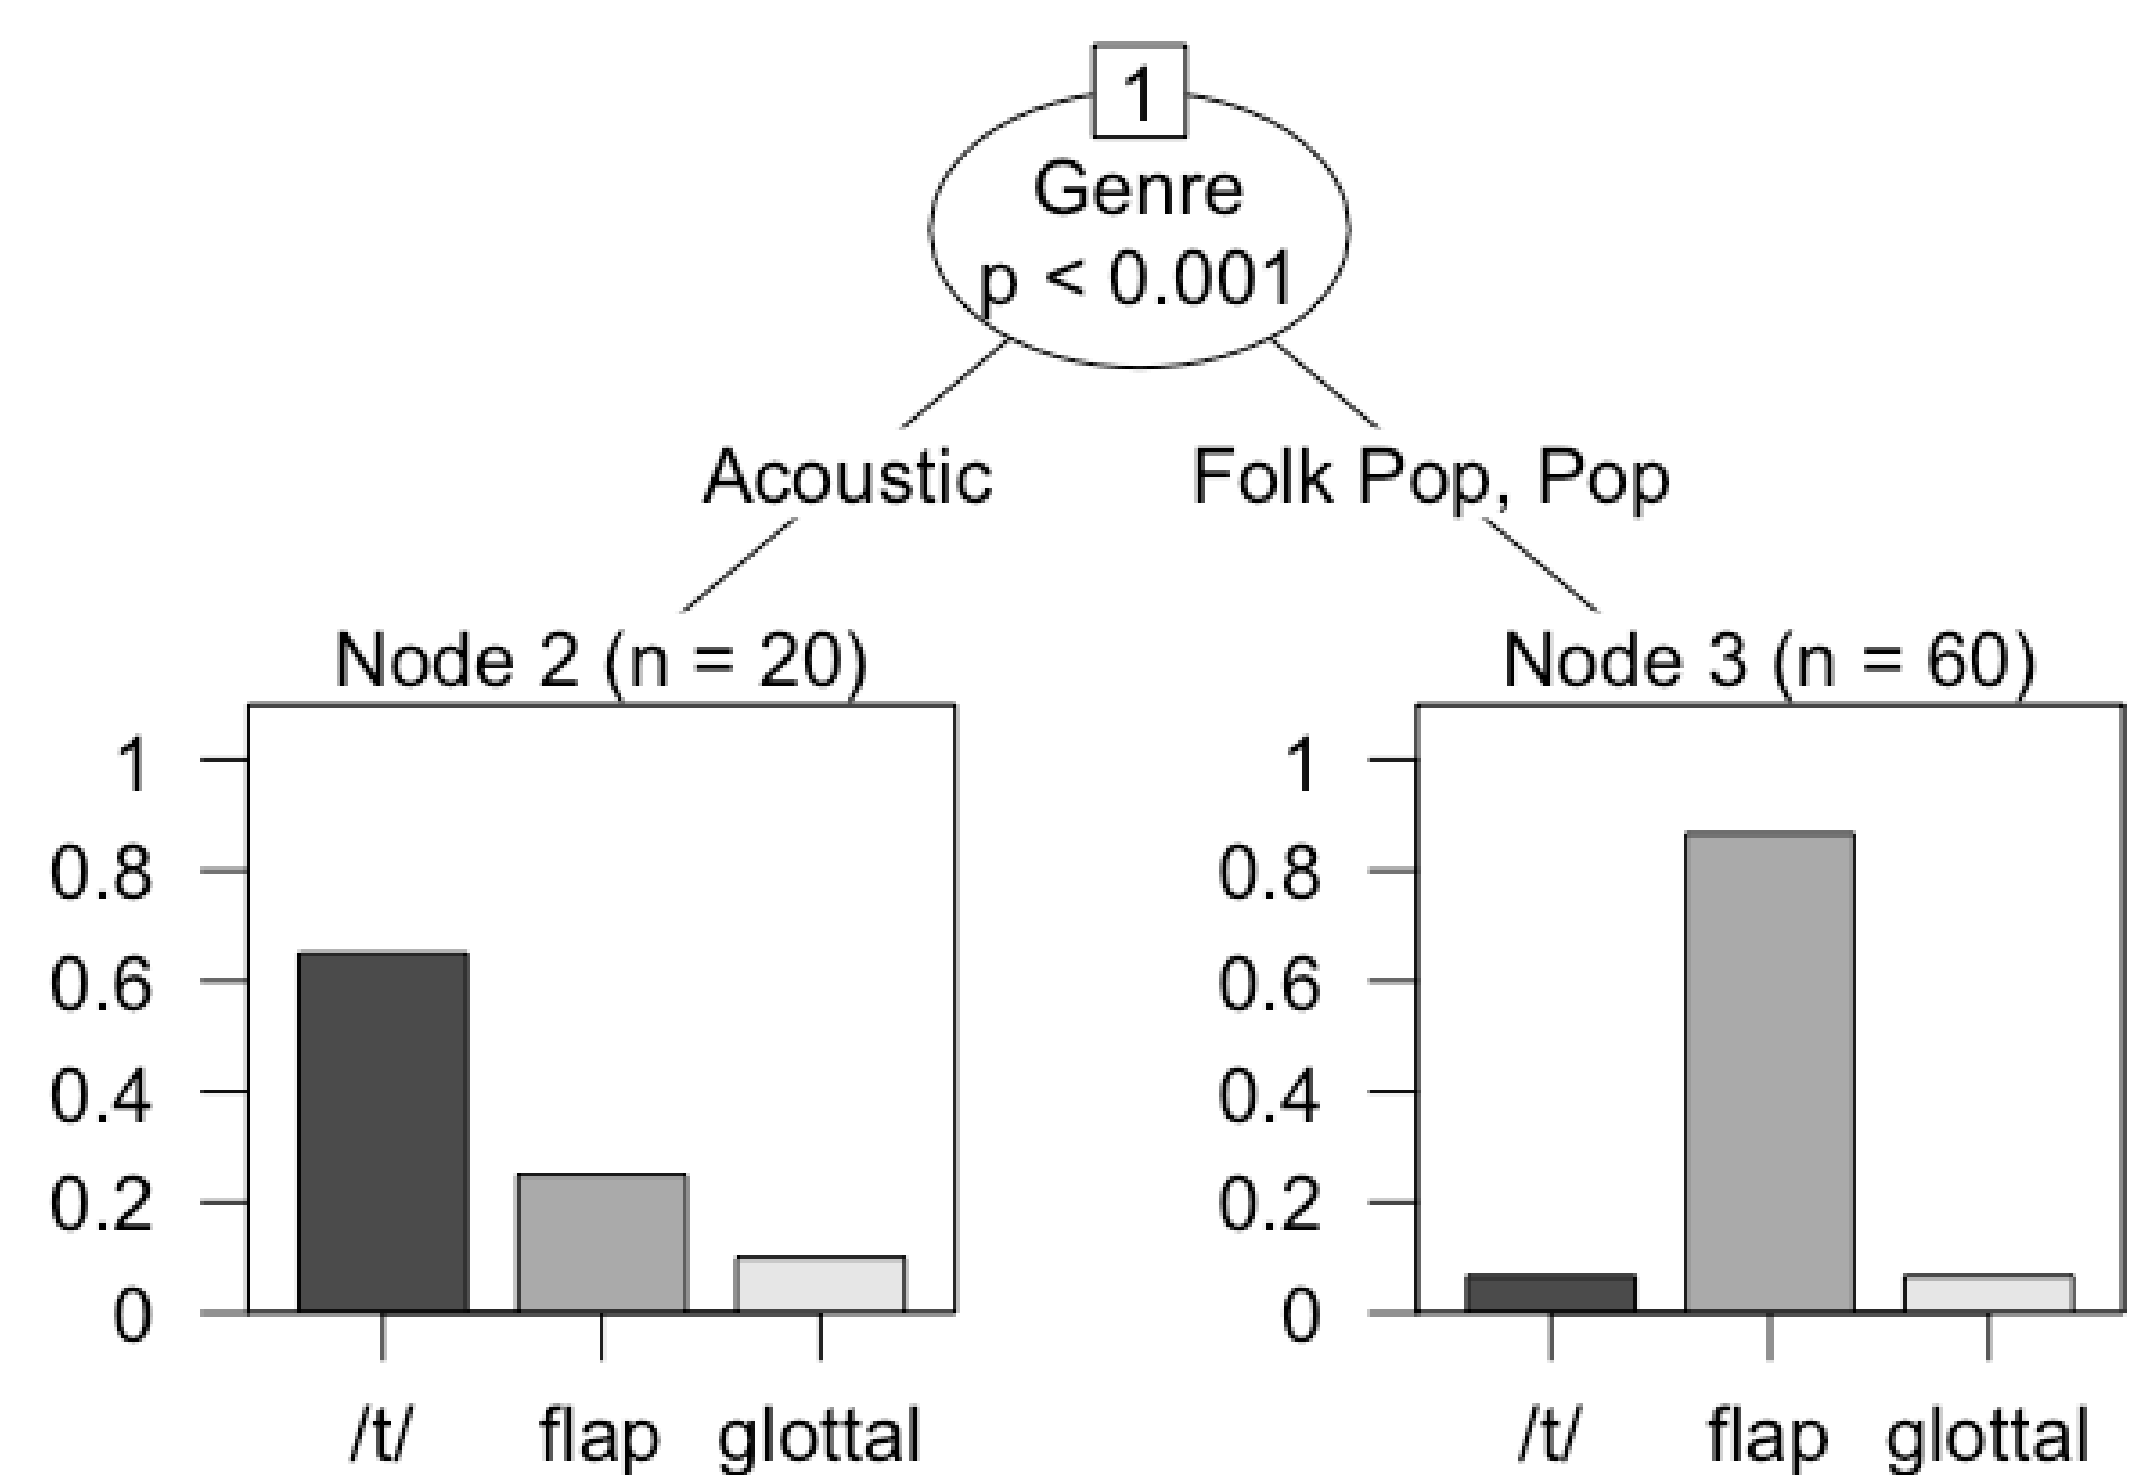 1
Genre
p < 0.001
Acoustic
Folk Pop, Pop
Node 2 (n = 20)
1
0.8
0.6
0.4
0.2
0
/t/ flap glottal
Node 3 (n = 60)
1
0.8
0.6
0.4
0.2
0
/t/ flap glottal